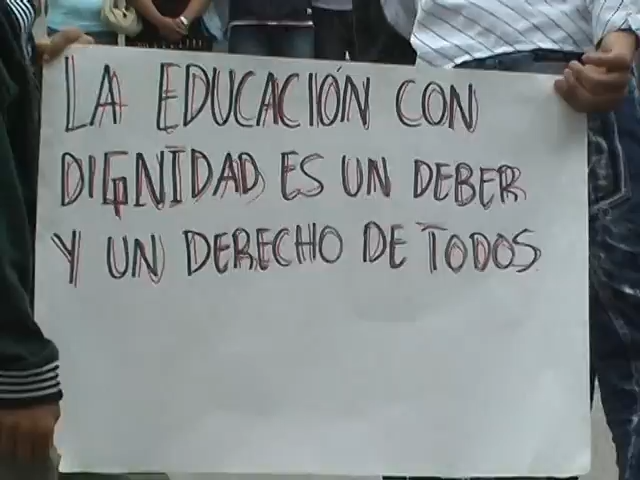 LA EDUCACIÓN CON
DIGNIDAD ES UN DEBER
Y UN DERECHO DE TODOS.